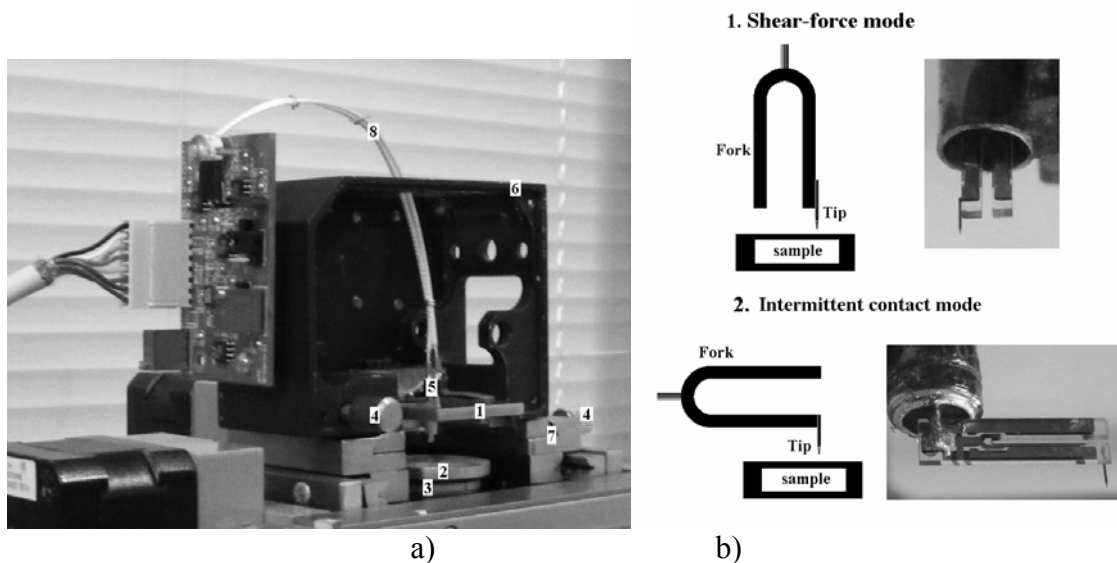 8
6
5
4
1
4
7
2
3
a)
1. Shear-force mode
Fork
Tip
sample
2. Intermittent contact mode
Fork
Tip
sample
b)